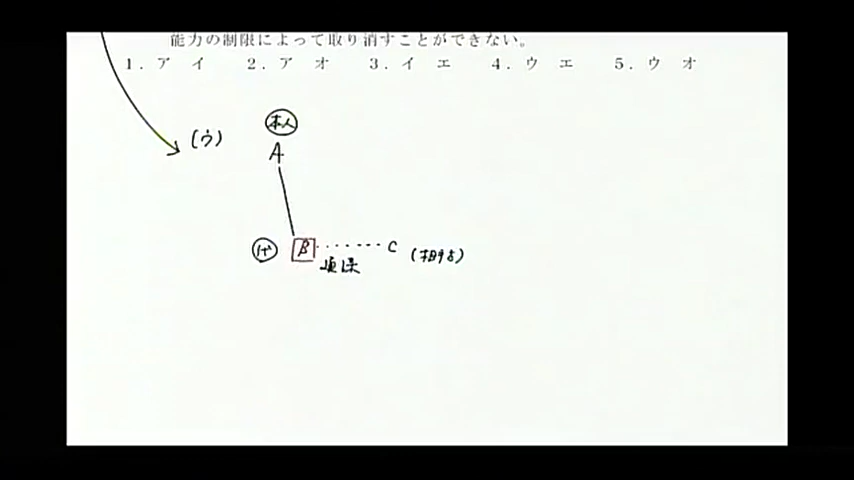 能力の制限によって取り消すことができない。
1. ア イ 2. ア オ 3. イ エ 4. ウ エ 5. ウ オ
(ウ)
本人
A
代 B C (相手方)